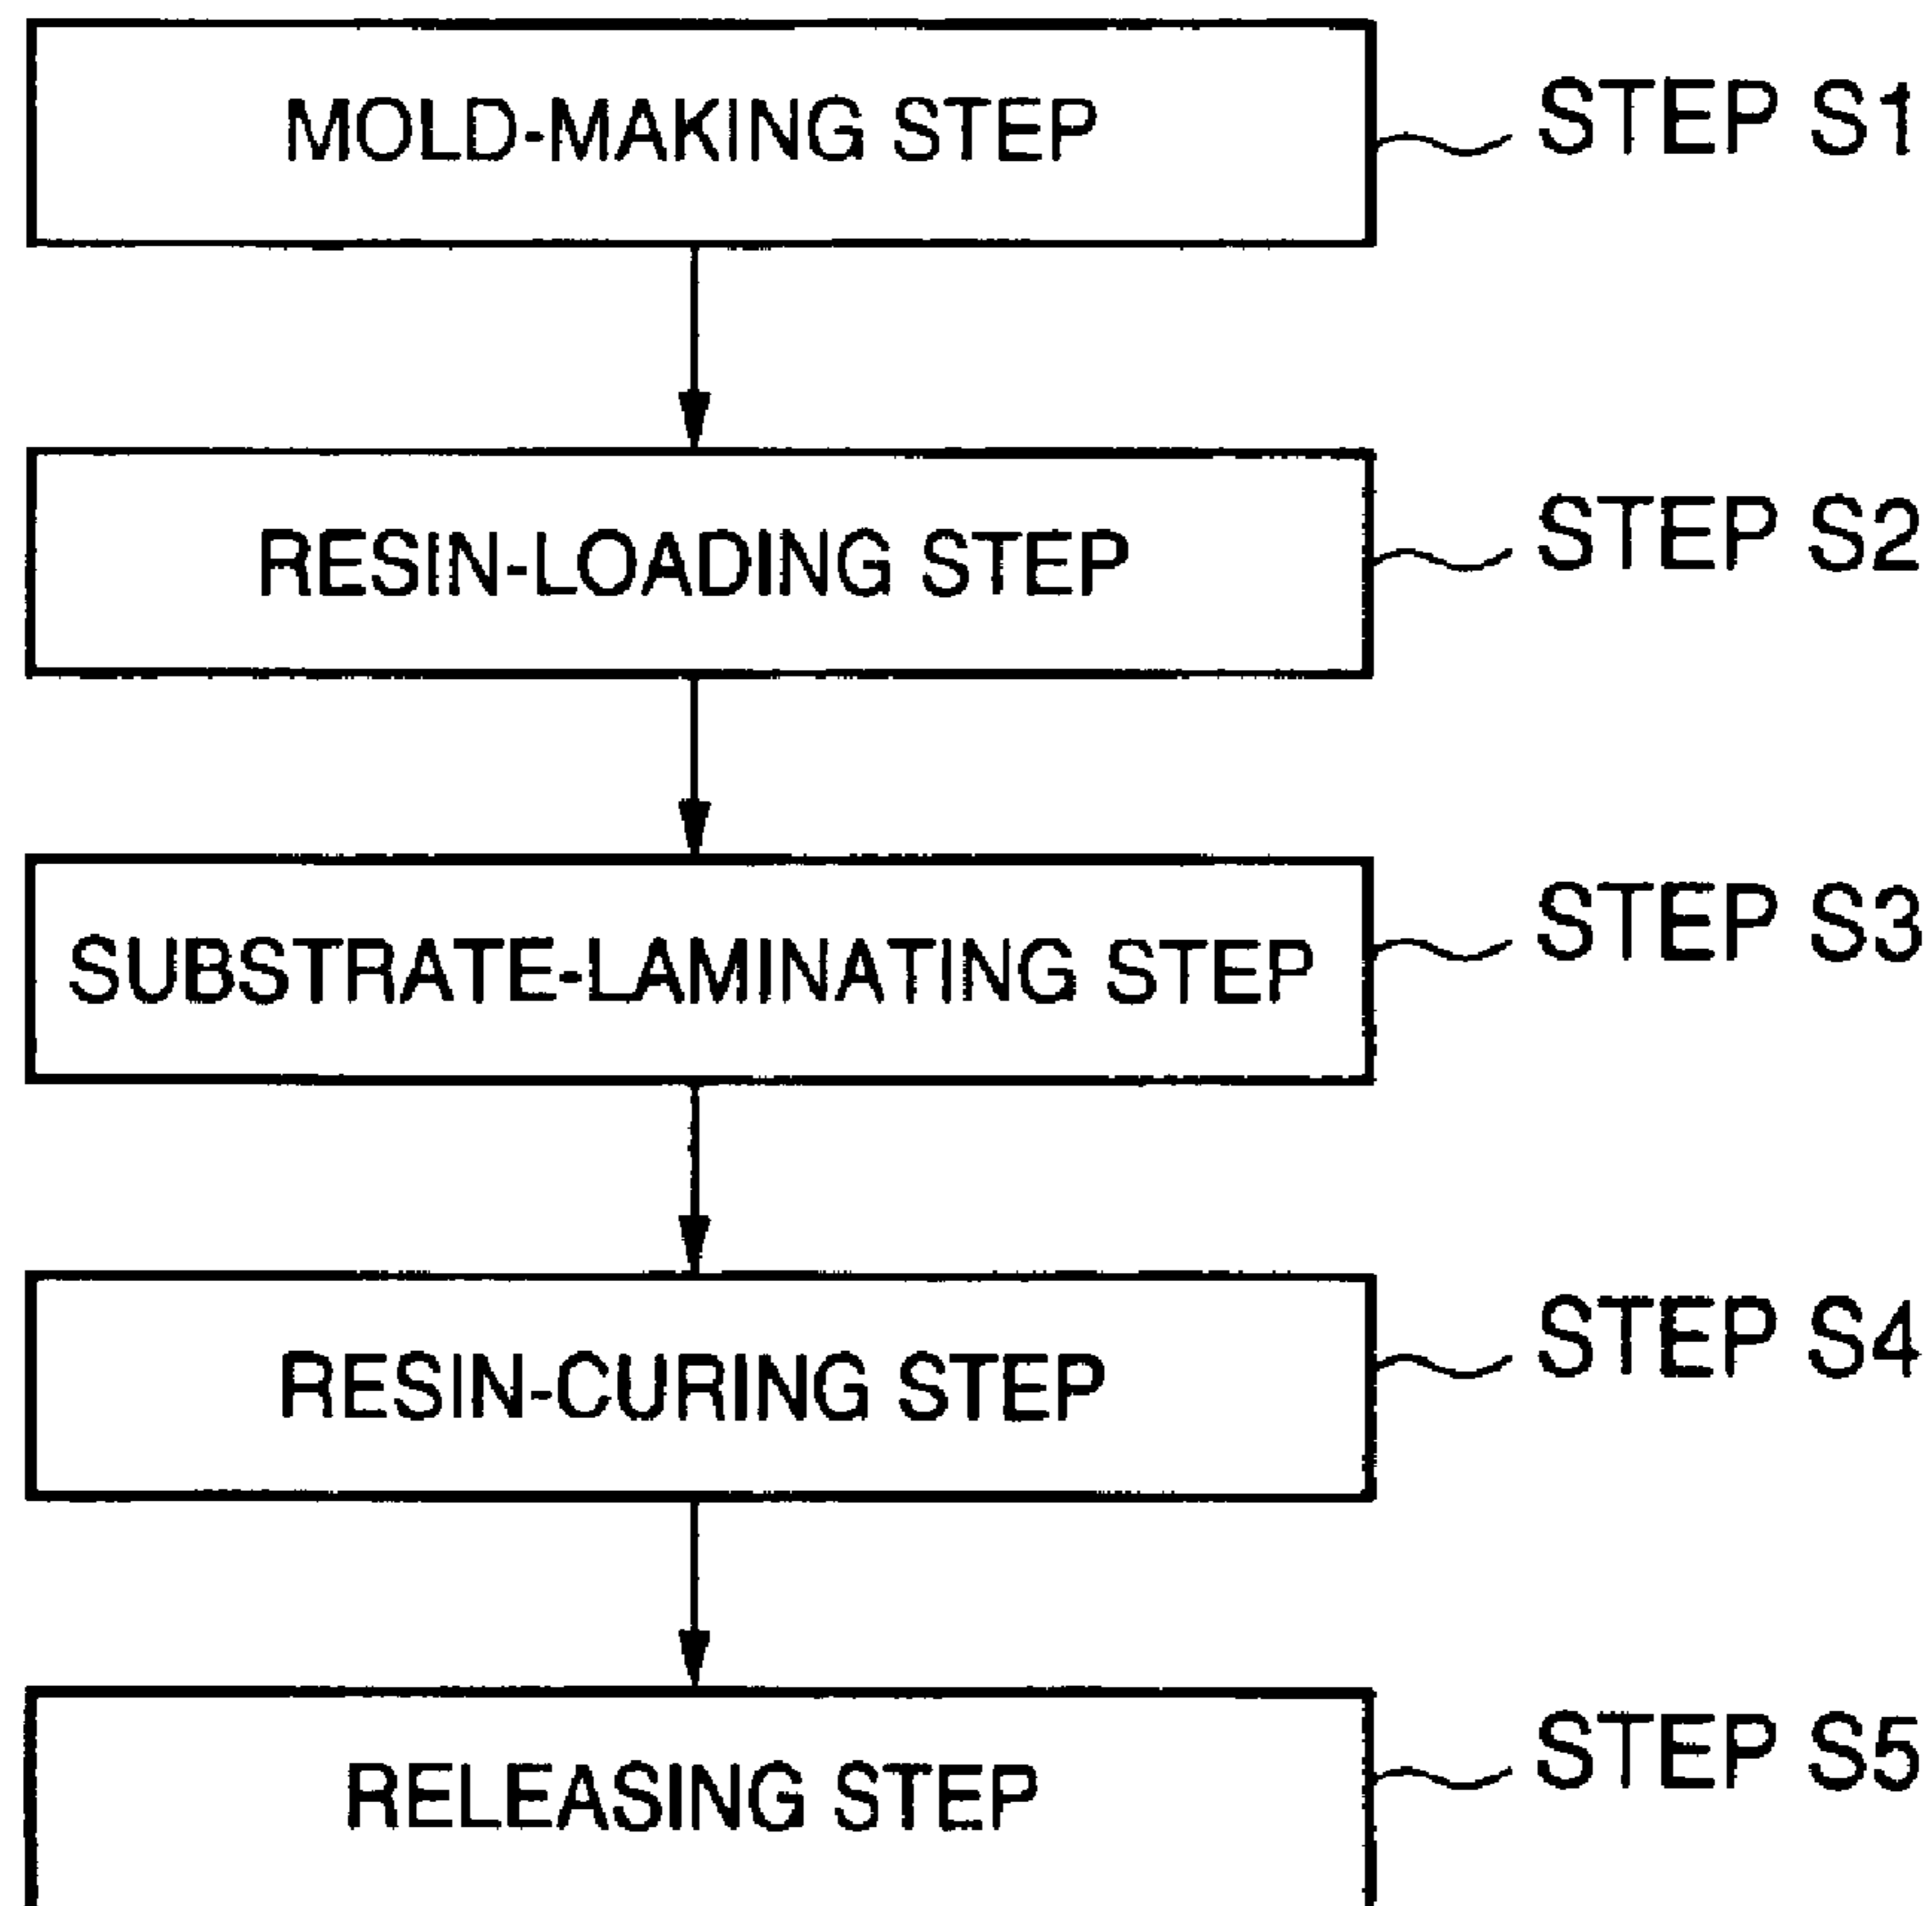 MOLD-MAKING STEP
STEP S1
RESIN-LOADING STEP
STEP S2
SUBSTRATE-LAMINATING STEP
STEP S3
RESIN-CURING STEP
STEP S4
RELEASING STEP
STEP S5